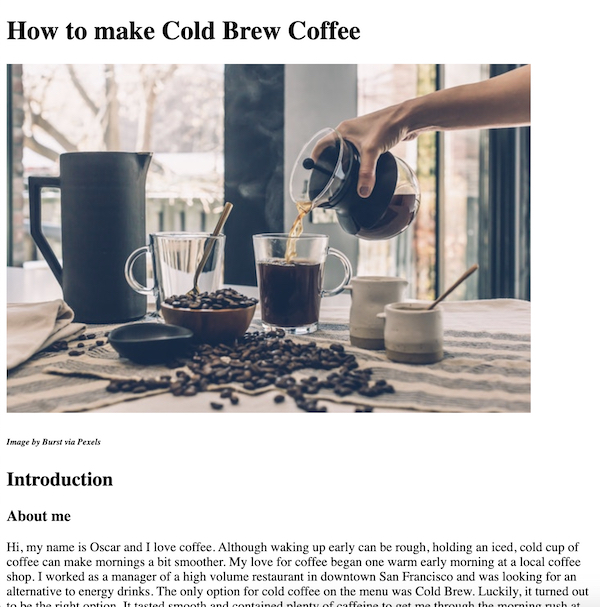 How to make Cold Brew Coffee
Image by Burst via Pexels
Introduction
About me
Hi, my name is Oscar and I love coffee. Although waking up early can be rough, holding an iced, cold cup of
coffee can make mornings a bit smoother. My love for coffee began one warm early morning at a local coffee
shop. I worked as a manager of a high volume restaurant in downtown San Francisco and was looking for an
alternative to energy drinks. The only option for cold coffee on the menu was Cold Brew. Luckily, it turned out
to be the right option. It tasted smooth and contained plenty of caffeine to get me through the morning rush at